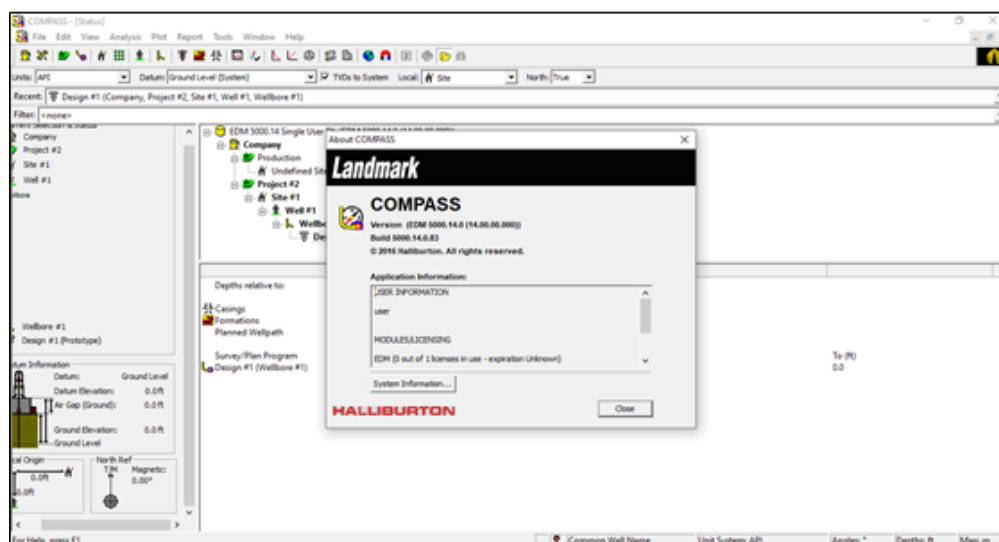 COMPASS - [Status]
File Edit View Analysis Plot Report Tools Window Help
Units: API Datum: Ground Level (System) TVDs to System Local: Site North: True
Recent: Design #1 (Company, Project #2, Site #1, Well #1, Wellbore #1)
Filter: <none>
Company
Project #2
Site #1
Well #1
Wellbore #1
Design #1 (Prototype)
Datum: Ground Level
Datum Elevation: 0.0ft
Air Gap (Ground): 0.0 ft
Ground Elevation: 0.0 ft
Ground Level
North Ref
T/M Magnetic:
0.00°
0.0ft
0.0ft
EDM 5000.14 Single User
Company
Production
Undefined
Project #2
Site #1
Well #1
Depths relative to:
Casings
Formations
Planned Wellpath
Survey/Plan Program
Design #1 (Wellbore #1)
To (ft)
0.0
About COMPASS
Landmark
COMPASS
Version (EDM 5000.14.0 (14.00.00.000))
Build 5000.14.0.83
© 2016 Halliburton. All rights reserved.
Application Information:
USER INFORMATION
user
MODULES/LICENSING
EDM (0 out of 1 licenses in use - expiration Unknown)
System Information...
HALLIBURTON
Close
For Help, press F1
Common Well Name Unit System: API Angles: ° Depths: ft Map: m